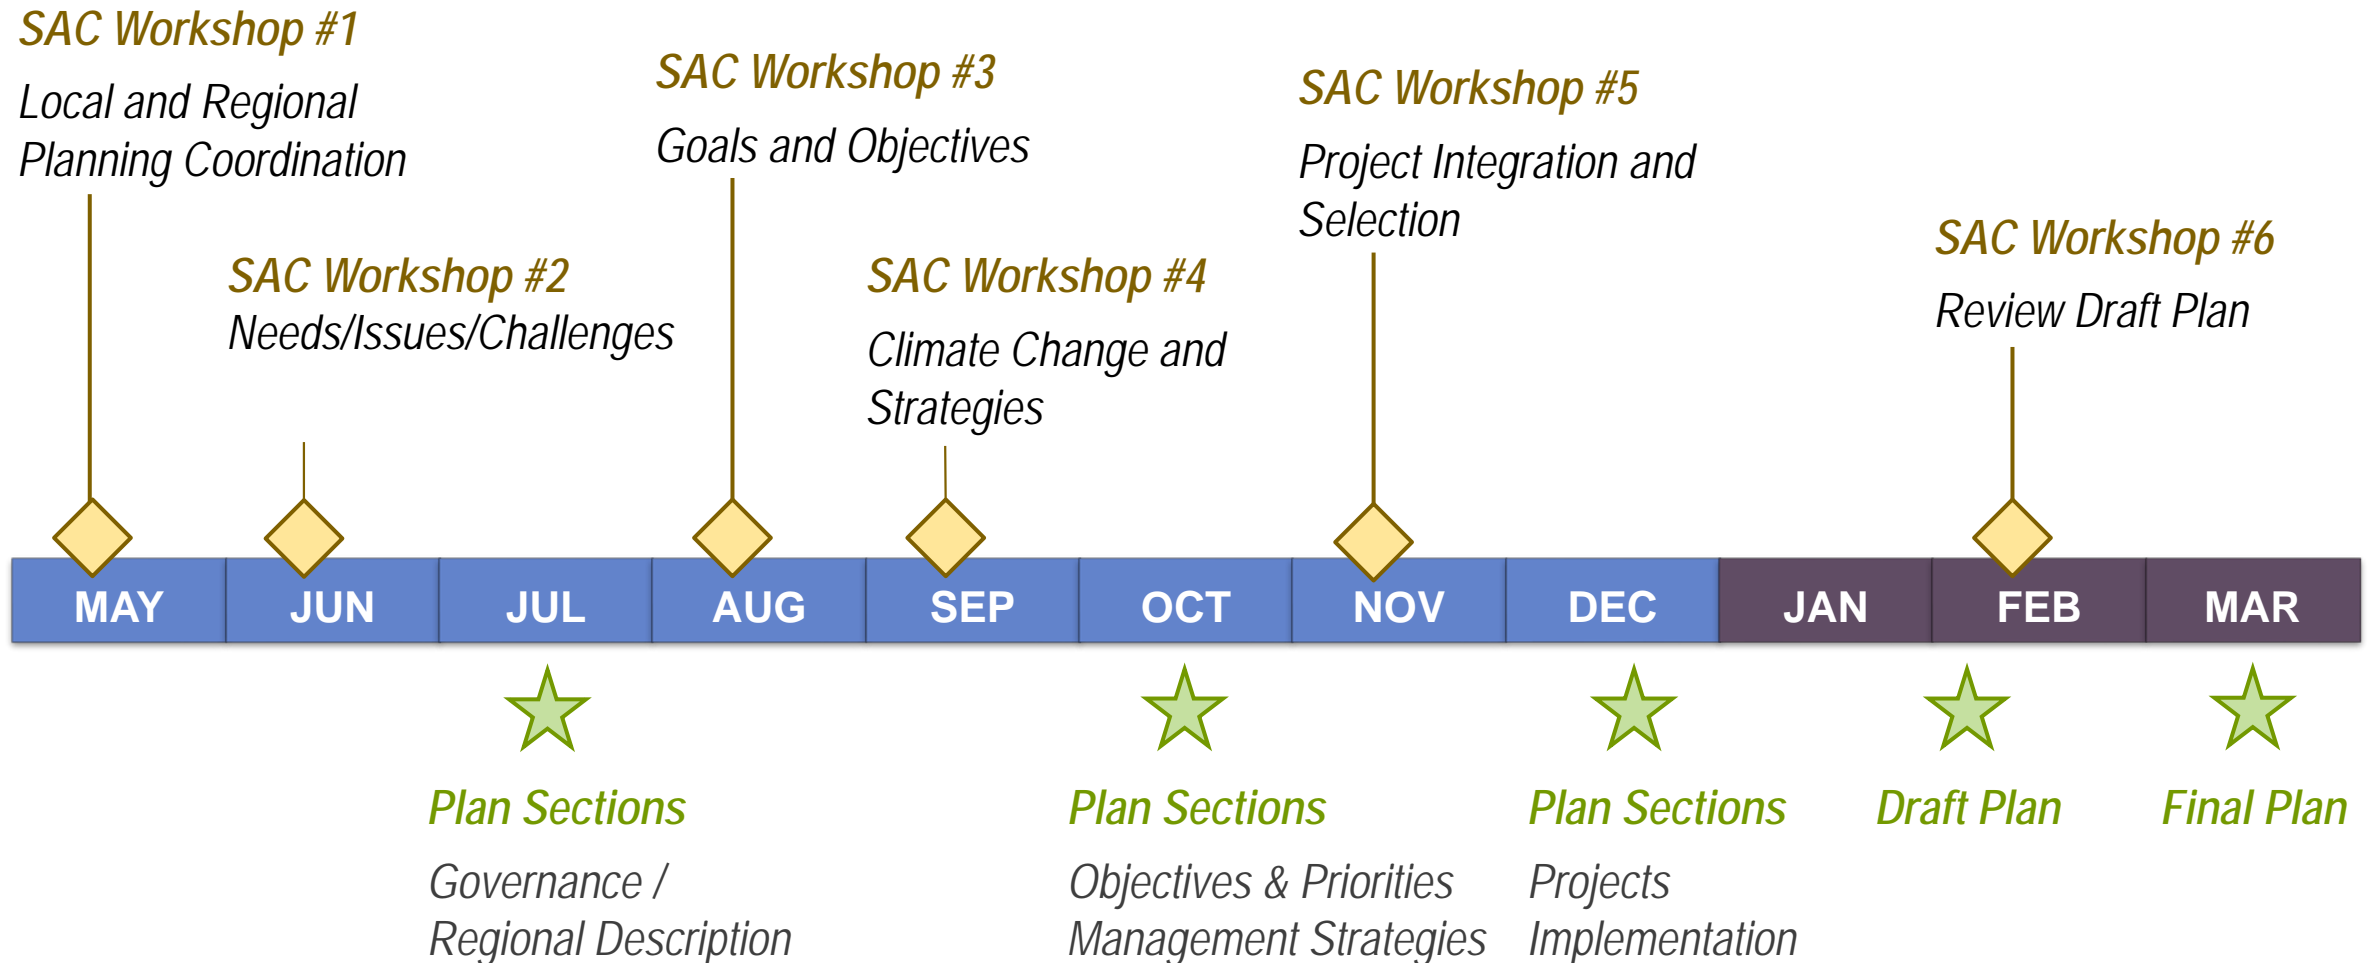 SAC Workshop #1
Local and Regional
Planning Coordination
SAC Workshop #2
Needs/Issues/Challenges
SAC Workshop #3
Goals and Objectives
SAC Workshop #4
Climate Change and
Strategies
SAC Workshop #5
Project Integration and
Selection
SAC Workshop #6
Review Draft Plan
MAY JUN JUL AUG SEP OCT NOV DEC JAN FEB MAR
Plan Sections
Governance /
Regional Description
Plan Sections
Objectives & Priorities
Management Strategies
Plan Sections
Projects
Implementation
Draft Plan
Final Plan